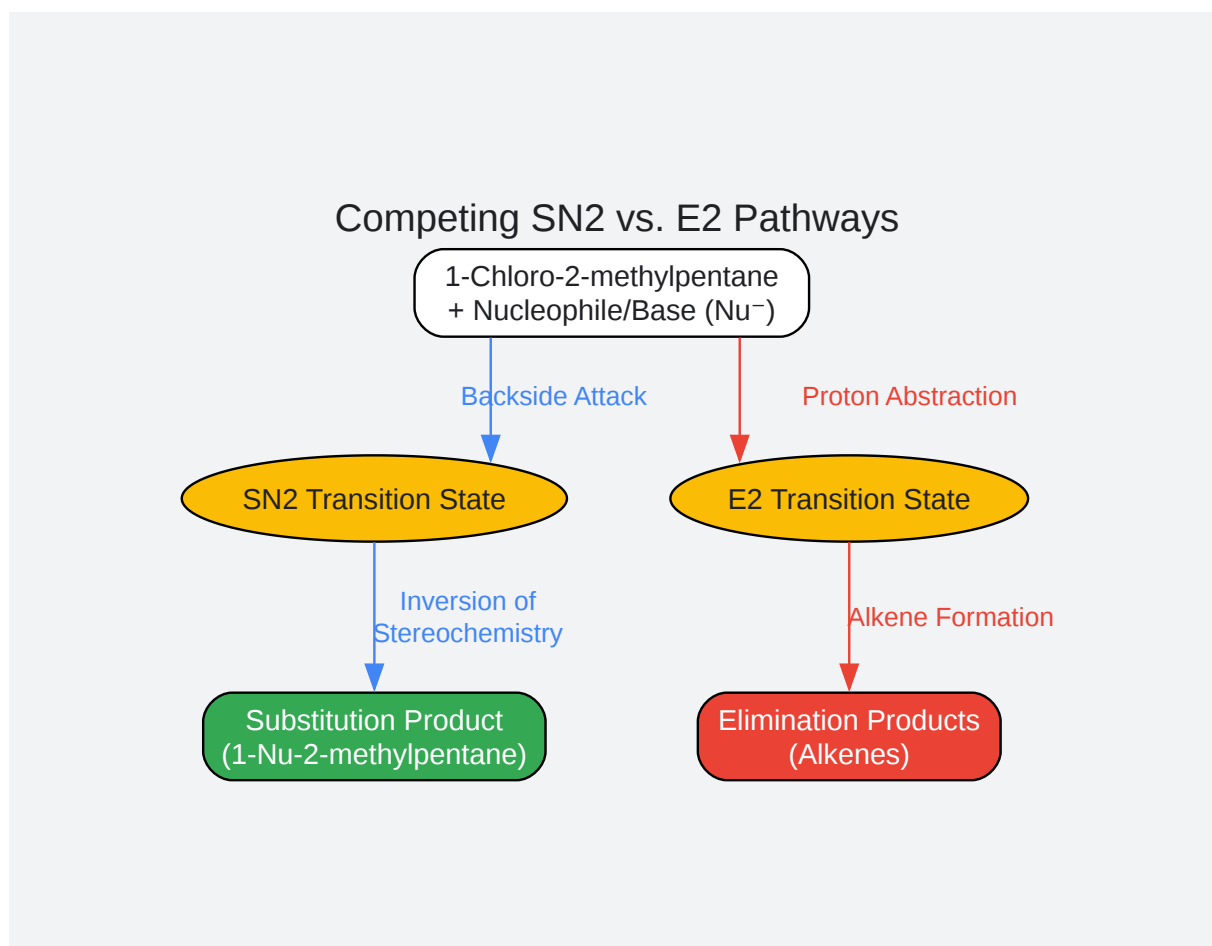 Competing SN2 vs. E2 Pathways
1-Chloro-2-methylpentane
+ Nucleophile/Base (Nu⁻)
Backside Attack
Proton Abstraction
SN2 Transition State
E2 Transition State
Inversion of
Stereochemistry
Alkene Formation
Substitution Product
(1-Nu-2-methylpentane)
Elimination Products
(Alkenes)